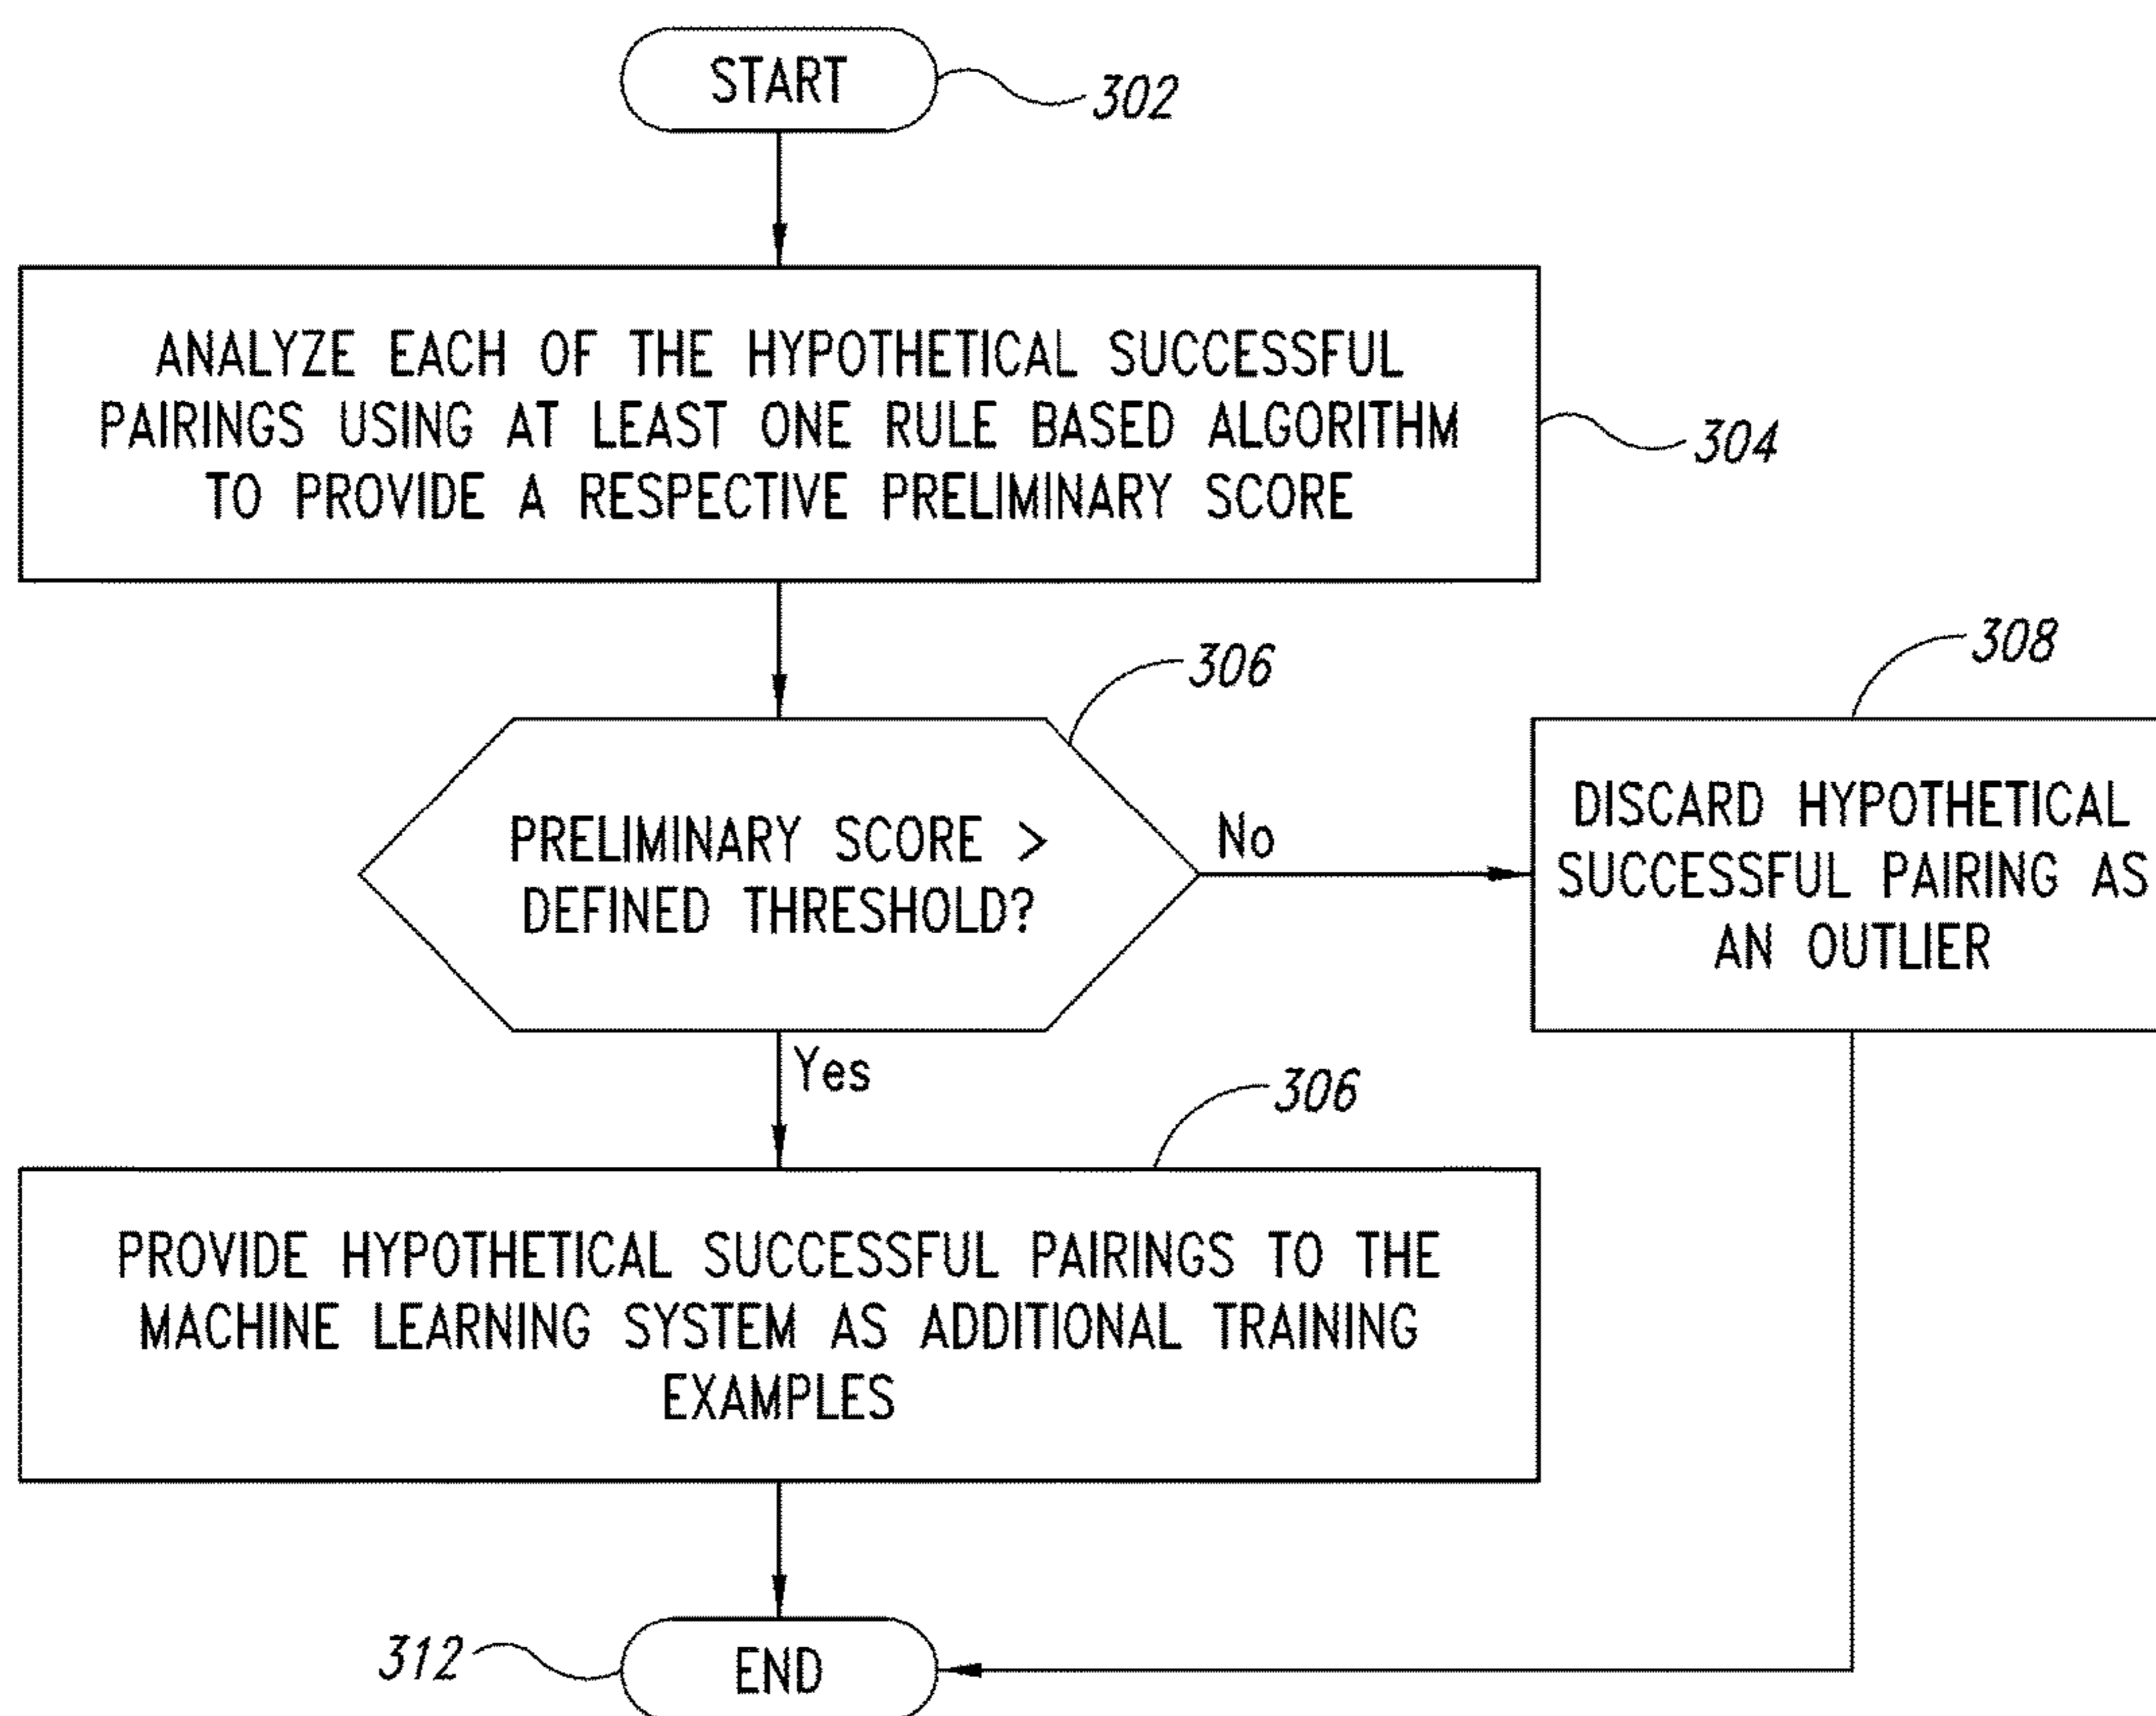 START
302
ANALYZE EACH OF THE HYPOTHETICAL SUCCESSFUL
PAIRINGS USING AT LEAST ONE RULE BASED ALGORITHM
TO PROVIDE A RESPECTIVE PRELIMINARY SCORE
304
306
PRELIMINARY SCORE >
DEFINED THRESHOLD?
No
308
DISCARD HYPOTHETICAL
SUCCESSFUL PAIRING AS
AN OUTLIER
Yes
306
PROVIDE HYPOTHETICAL SUCCESSFUL PAIRINGS TO THE
MACHINE LEARNING SYSTEM AS ADDITIONAL TRAINING
EXAMPLES
312
END